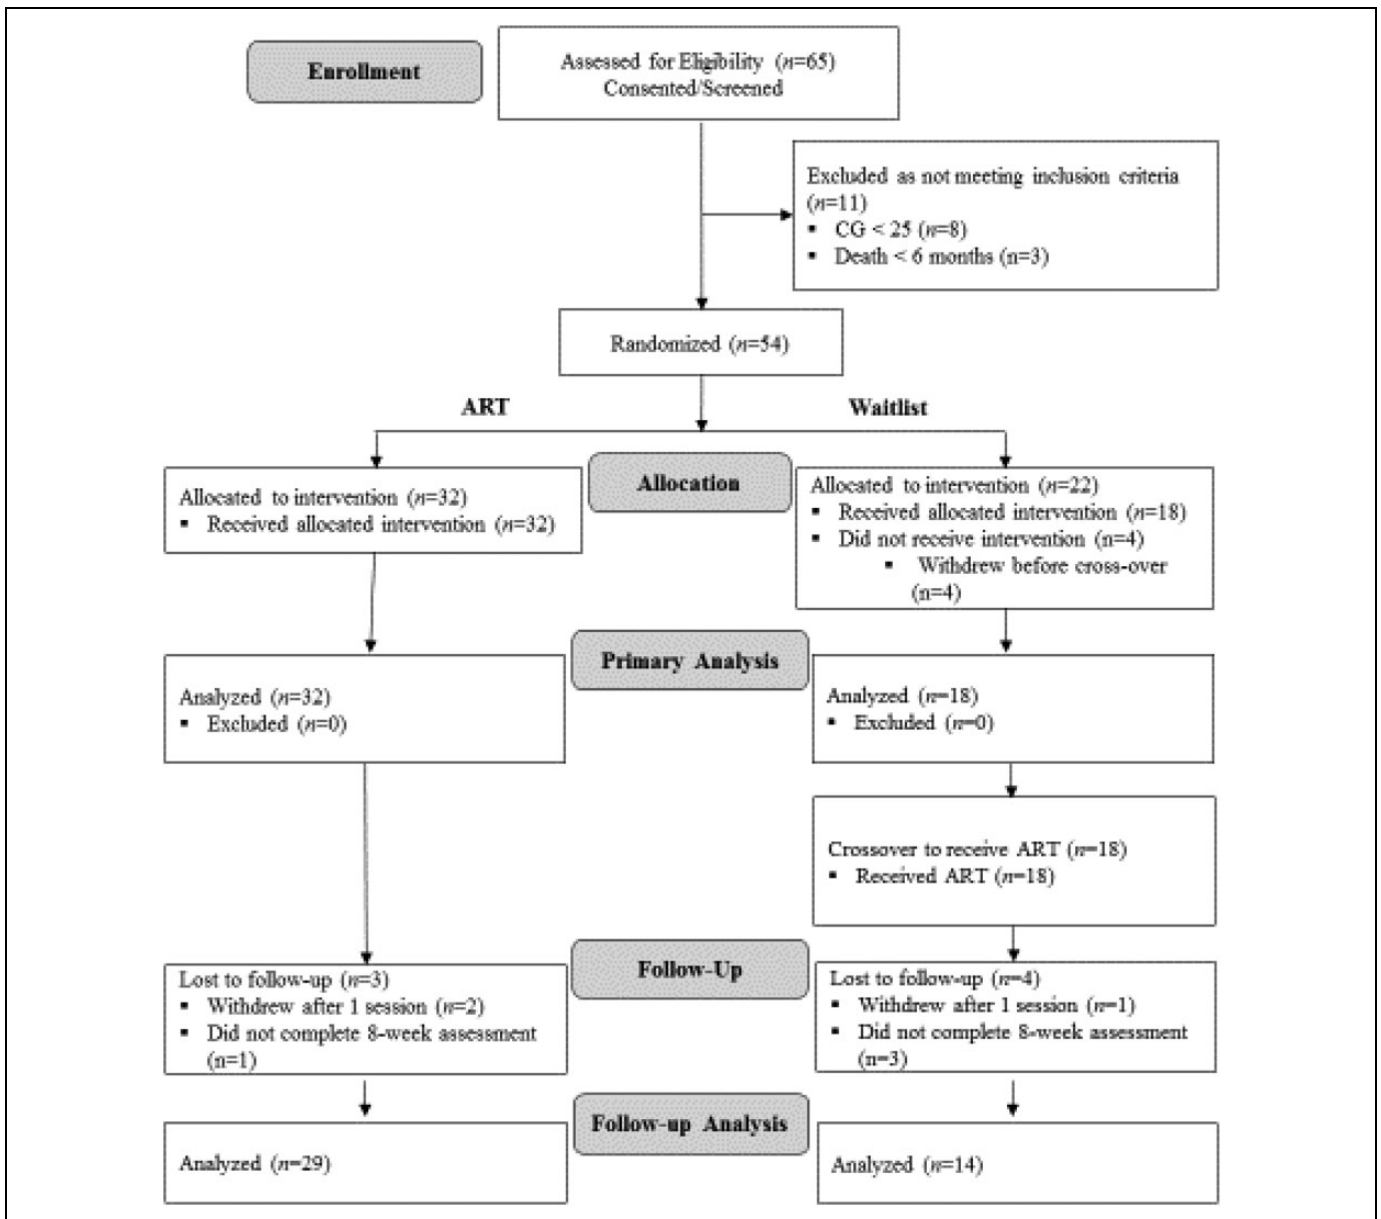 Enrollment
Assessed for Eligibility (n=65)
Consented/Screened
Excluded as not meeting inclusion criteria
(n=11)
▪ CG < 25 (n=8)
▪ Death < 6 months (n=3)
Randomized (n=54)
ART
Waitlist
Allocation
Allocated to intervention (n=32)
▪ Received allocated intervention (n=32)
Allocated to intervention (n=22)
▪ Received allocated intervention (n=18)
▪ Did not receive intervention (n=4)
▪ Withdrew before cross-over
(n=4)
Primary Analysis
Analyzed (n=32)
▪ Excluded (n=0)
Analyzed (n=18)
▪ Excluded (n=0)
Crossover to receive ART (n=18)
▪ Received ART (n=18)
Follow-Up
Lost to follow-up (n=3)
▪ Withdrew after 1 session (n=2)
▪ Did not complete 8-week assessment
(n=1)
Lost to follow-up (n=4)
▪ Withdrew after 1 session (n=1)
▪ Did not complete 8-week assessment
(n=3)
Follow-up Analysis
Analyzed (n=29)
Analyzed (n=14)